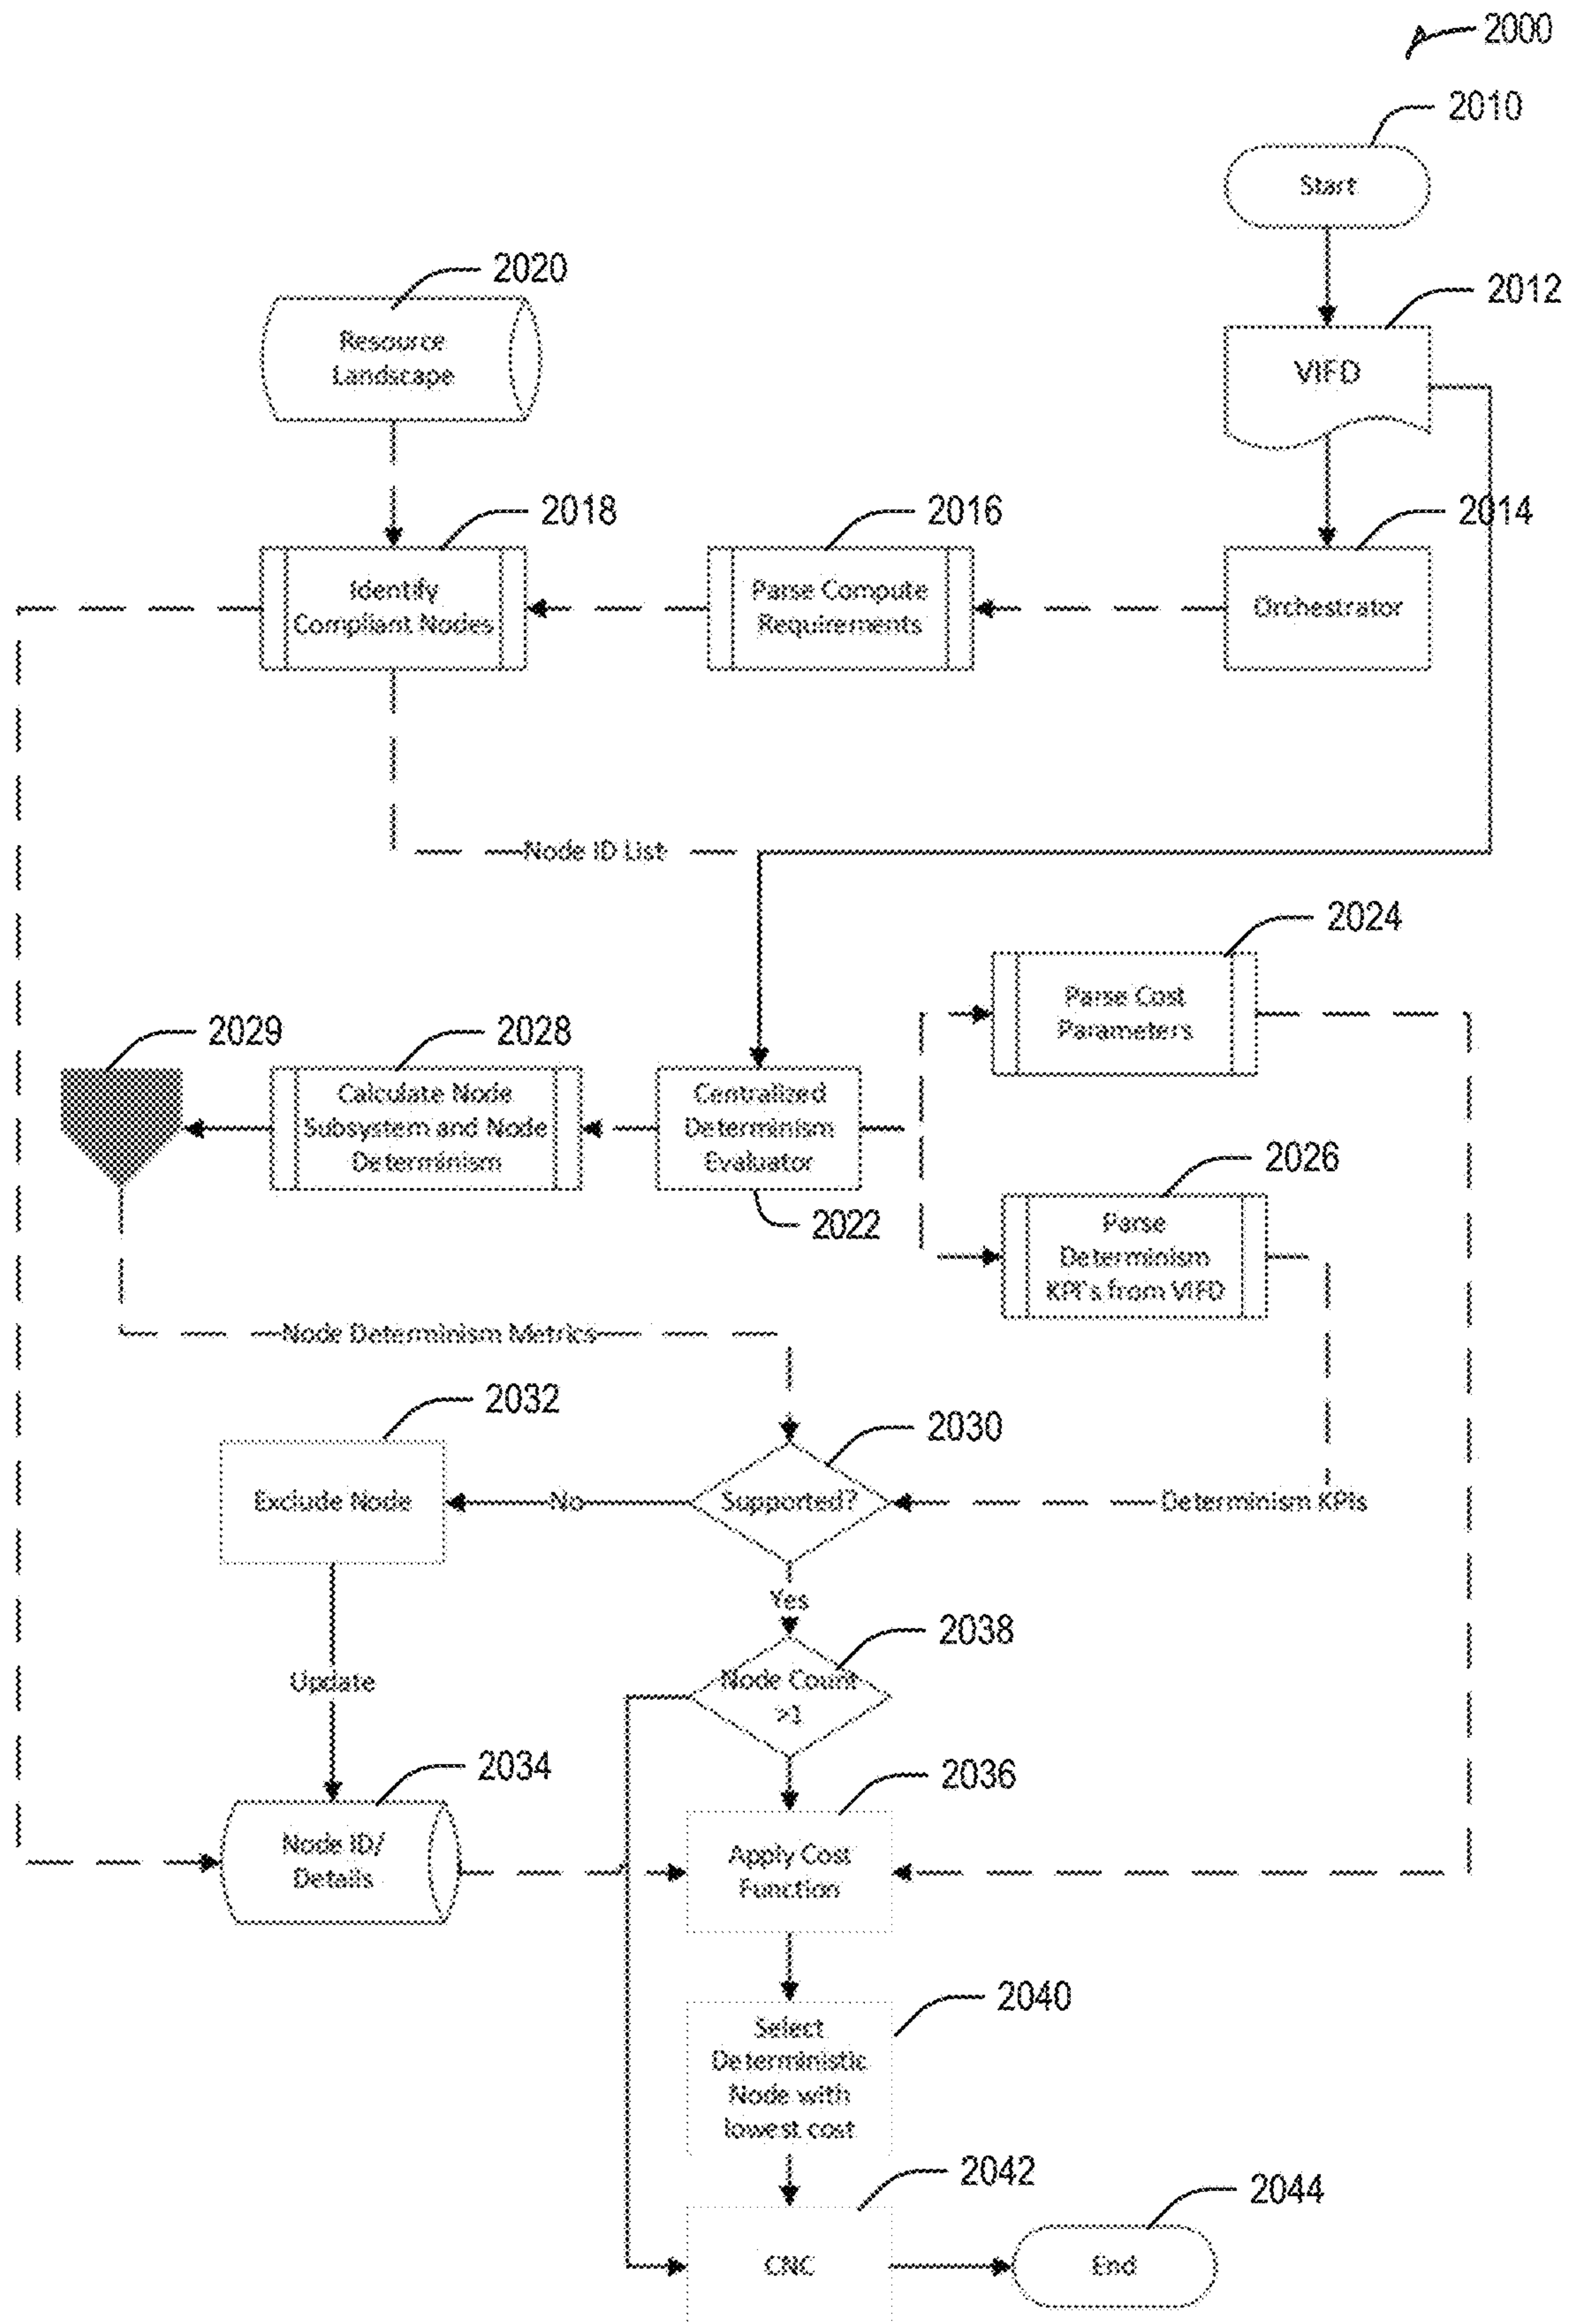 2000
2010
Start
2020
2012
Resource
Landscape
VIFD
2018
2016
2014
Identify
Compliant Nodes
Parse Compute
Requirements
Orchestrator
Node ID List
2024
Parse Cost
Parameters
2029
2028
Calculate Node
Subsystem and Node
Determinism
Centralized
Determinism
Evaluator
2022
2026
Parse
Determinism
KPI's from VIFD
Node Determinism Metrics
2032
2030
Exclude Node
No
Supported?
Determinism KPIs
Yes
2038
Update
Node Count
>1
2034
2036
Node ID/
Details
Apply Cost
Function
2040
Select
Deterministic
Node with
lowest cost
2042
2044
CNC
End